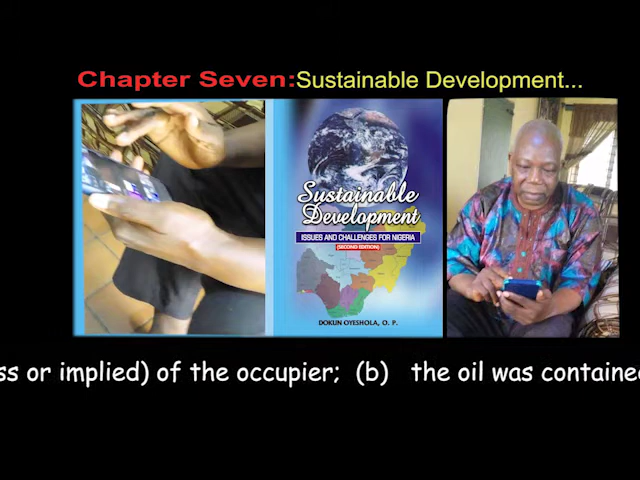 Chapter Seven:Sustainable Development...
Sustainable
Development
ISSUES AND CHALLENGES FOR NIGERIA
(SECOND EDITION)
DOKUN OYESHOLA, O. P.
ss or implied) of the occupier; (b) the oil was containe